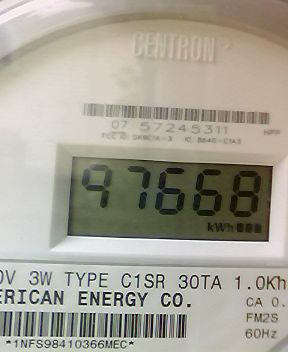 CENTRON
07 57245311
HPP
97668
kWh
0V 3W TYPE C1SR 30TA 1.0Kh
ERICAN ENERGY CO.
CA 0.
FM2S
60Hz
*1NFS98410366MEC*